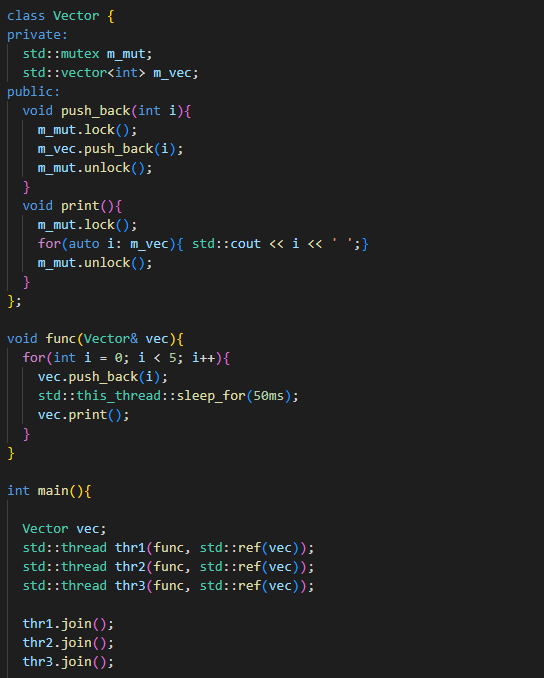 class Vector {
private:
  std::mutex m_mut;
  std::vector<int> m_vec;
public:
  void push_back(int i){
    m_mut.lock();
    m_vec.push_back(i);
    m_mut.unlock();
  }
  void print(){
    m_mut.lock();
    for(auto i: m_vec){ std::cout << i << ' ';}
    m_mut.unlock();
  }
};

void func(Vector& vec){
  for(int i = 0; i < 5; i++){
    vec.push_back(i);
    std::this_thread::sleep_for(50ms);
    vec.print();
  }
}

int main(){

  Vector vec;
  std::thread thr1(func, std::ref(vec));
  std::thread thr2(func, std::ref(vec));
  std::thread thr3(func, std::ref(vec));

  thr1.join();
  thr2.join();
  thr3.join();